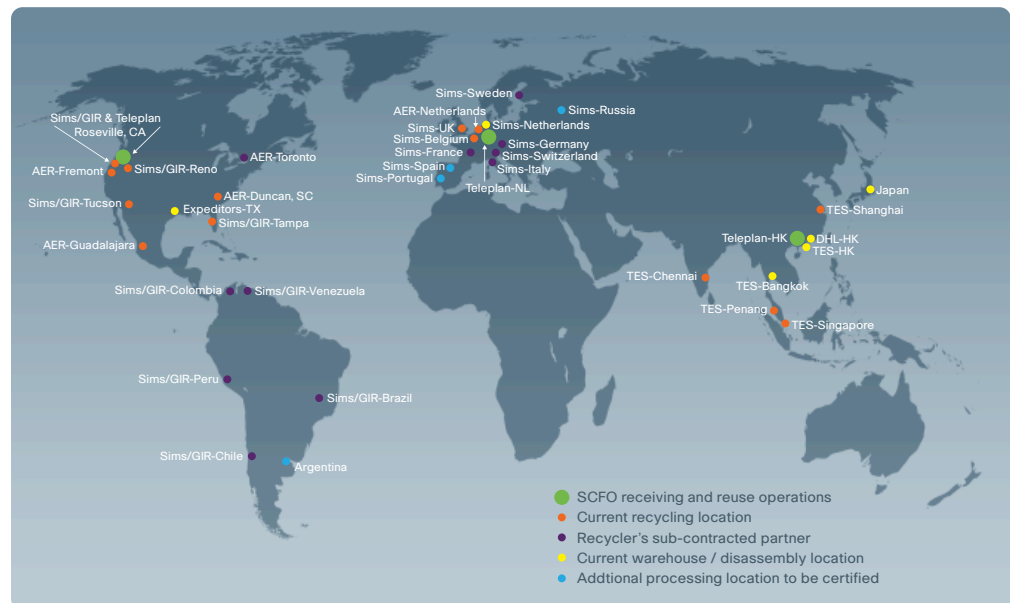 Sims-Sweden
AER-Netherlands
Sims-Russia
Sims/GIR & Teleplan
Roseville, CA
Sims-UK
Sims-Netherlands
Sims-Belgium
Sims-Germany
Sims-France
Sims-Switzerland
AER-Toronto
Sims-Spain
Sims-Italy
AER-Fremont
Sims/GIR-Reno
Sims-Portugal
Teleplan-NL
Japan
AER-Duncan, SC
Sims/GIR-Tucson
Expeditors-TX
TES-Shanghai
Sims/GIR-Tampa
AER-Guadalajara
Teleplan-HK
DHL-HK
TES-HK
TES-Chennai
TES-Bangkok
Sims/GIR-Colombia
Sims/GIR-Venezuela
TES-Penang
TES-Singapore
Sims/GIR-Peru
Sims/GIR-Brazil
Sims/GIR-Chile
Argentina
SCFO receiving and reuse operations
Current recycling location
Recycler's sub-contracted partner
Current warehouse / disassembly location
Addtional processing location to be certified